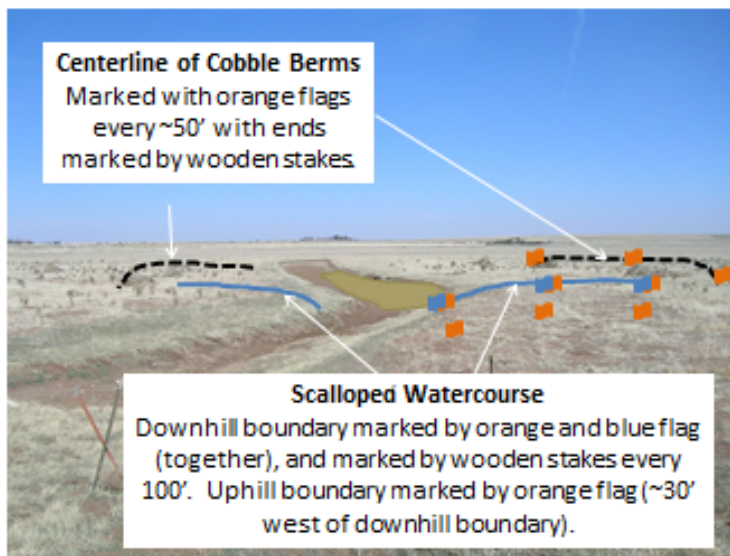 Centerline of Cobble Berms
Marked with orange flags
every ~50' with ends
marked by wooden stakes.
Scalloped Watercourse
Downhill boundary marked by orange and blue flag
(together), and marked by wooden stakes every
100'. Uphill boundary marked by orange flag (~30'
west of downhill boundary).